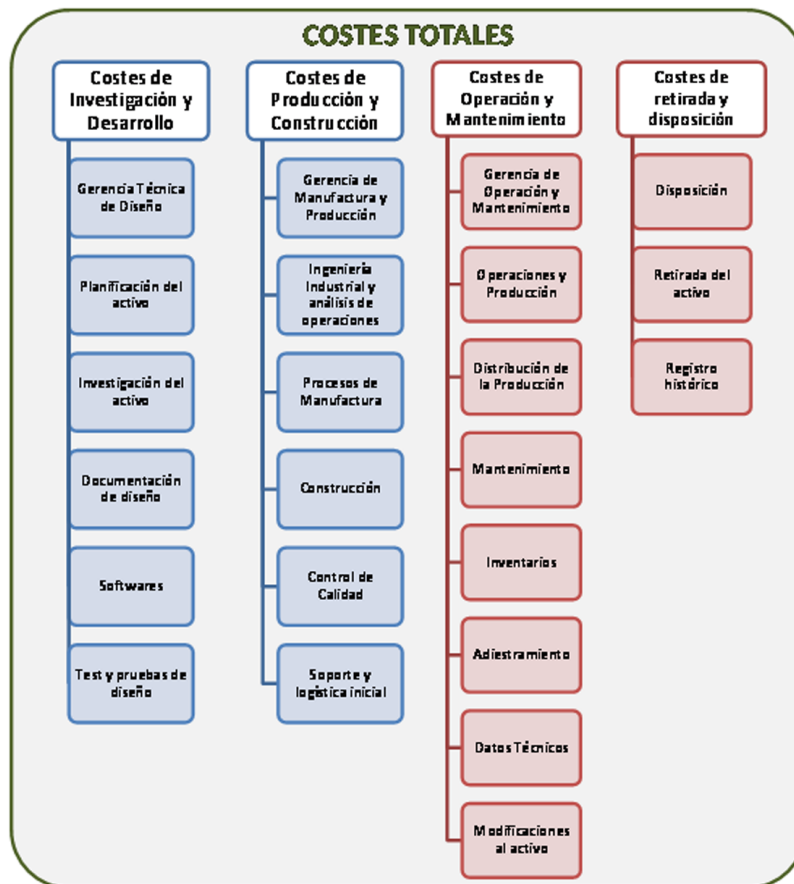 COSTES TOTALES
Costes de
Investigación y
Desarrollo
Gerencia Técnica
de Diseño
Planificación del
activo
Investigación del
activo
Documentación
de diseño
Softwares
Test y pruebas de
diseño
Costes de
Producción y
Construcción
Gerencia de
Manufactura y
Producción
Ingeniería
Industrial y
análisis de
operaciones
Procesos de
Manufactura
Construcción
Control de
Calidad
Soporte y
logística inicial
Costes de
Operación y
Mantenimiento
Gerencia de
Operación y
Mantenimiento
Operaciones y
Producción
Distribución de
la Producción
Mantenimiento
Inventarios
Adiestramiento
Datos Técnicos
Modificaciones
al activo
Costes de
retirada y
disposición
Disposición
Retirada del
activo
Registro
histórico